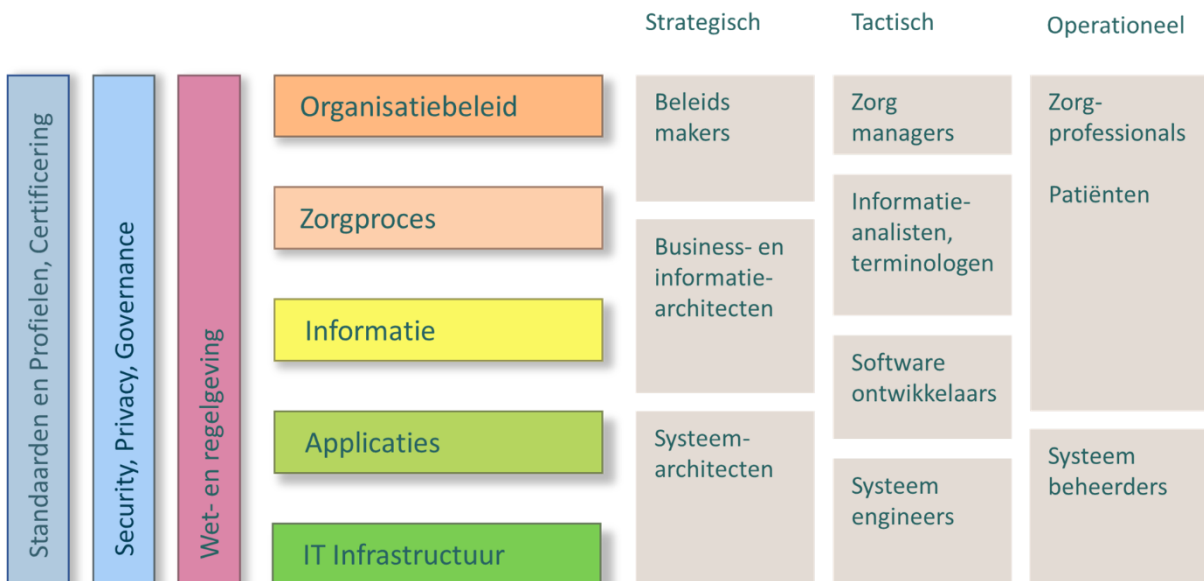 Strategisch
Tactisch
Operationeel
Standaarden en Profielen, Certificering
Security, Privacy, Governance
Wet- en regelgeving
Organisatiebeleid
Zorgproces
Informatie
Applicaties
IT Infrastructuur
Beleids
makers
Business- en
informatie-
architecten
Systeem-
architecten
Zorg
managers
Informatie-
analisten,
terminologen
Software
ontwikkelaars
Systeem
engineers
Zorg-
professionals
Patiënten
Systeem
beheerders